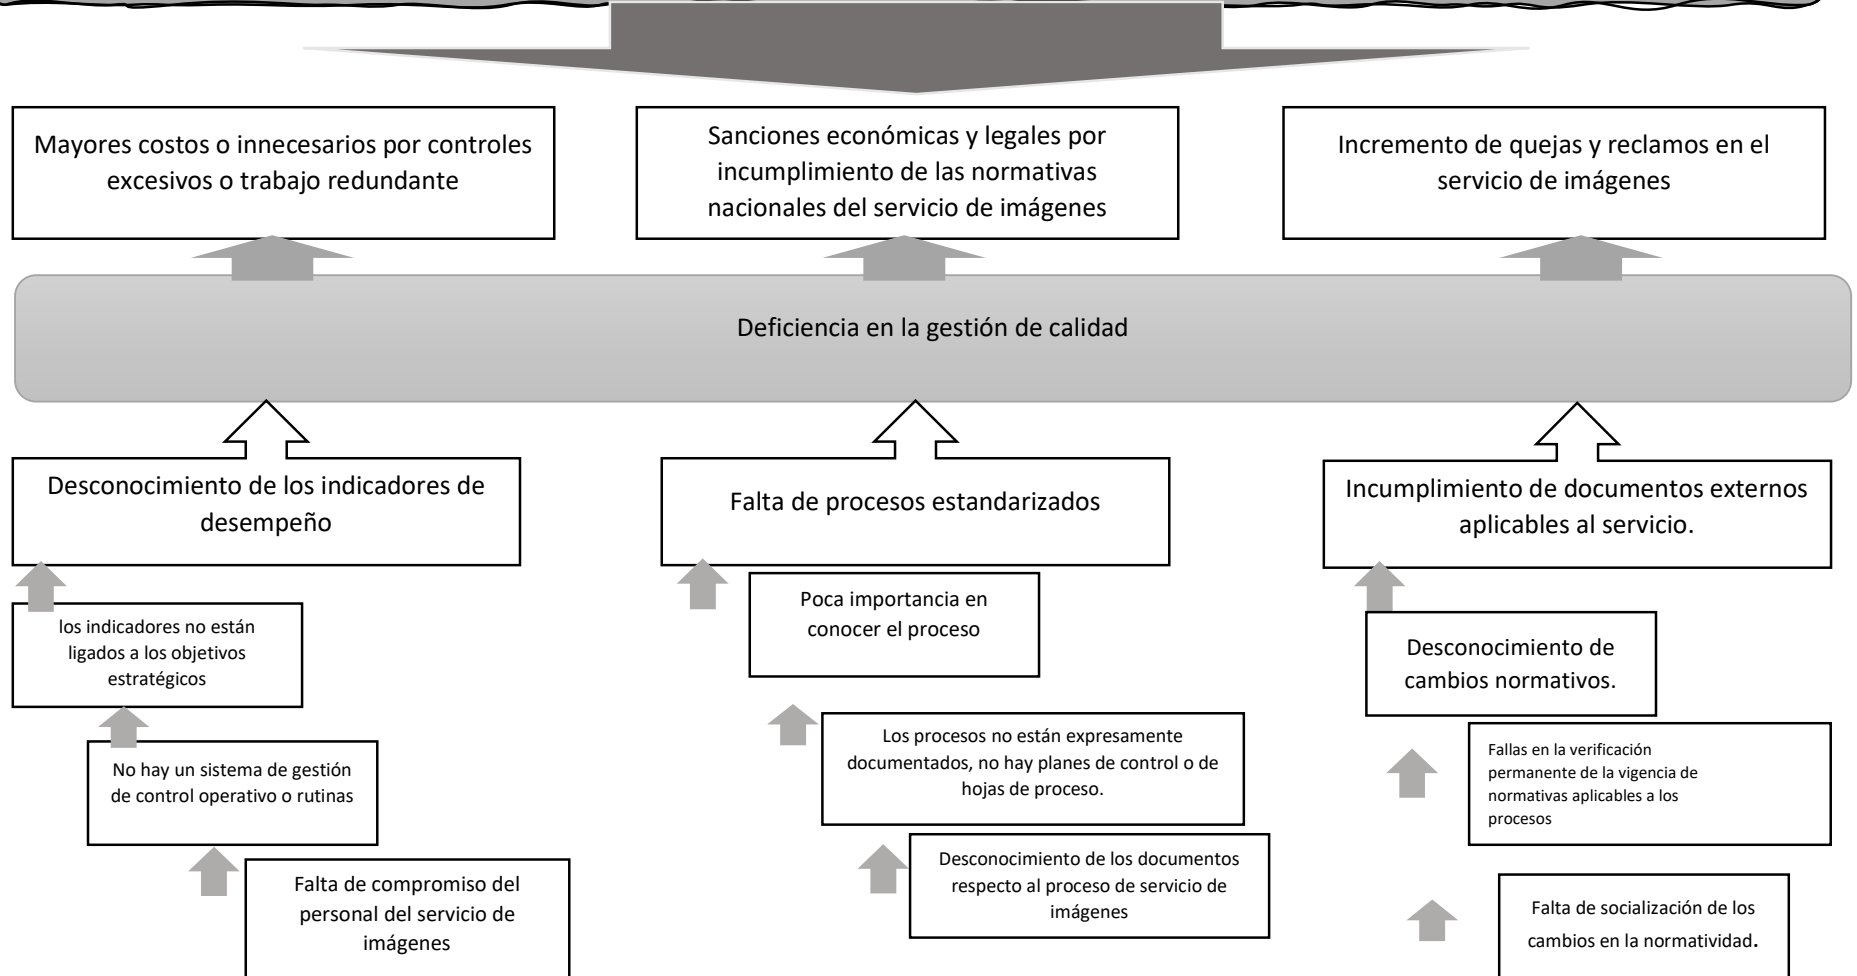 Mayores costos o innecesarios por controles
excesivos o trabajo redundante
Sanciones económicas y legales por
incumplimiento de las normativas
nacionales del servicio de imágenes
Incremento de quejas y reclamos en el
servicio de imágenes
Deficiencia en la gestión de calidad
Desconocimiento de los indicadores de
desempeño
Falta de procesos estandarizados
Incumplimiento de documentos externos
aplicables al servicio.
los indicadores no están
ligados a los objetivos
estratégicos
Poca importancia en
conocer el proceso
Desconocimiento de
cambios normativos.
No hay un sistema de gestión
de control operativo o rutinas
Los procesos no están expresamente
documentados, no hay planes de control o de
hojas de proceso.
Fallas en la verificación
permanente de la vigencia de
normativas aplicables a los
procesos
Falta de compromiso del
personal del servicio de
imágenes
Desconocimiento de los documentos
respecto al proceso de servicio de
imágenes
Falta de socialización de los
cambios en la normatividad.